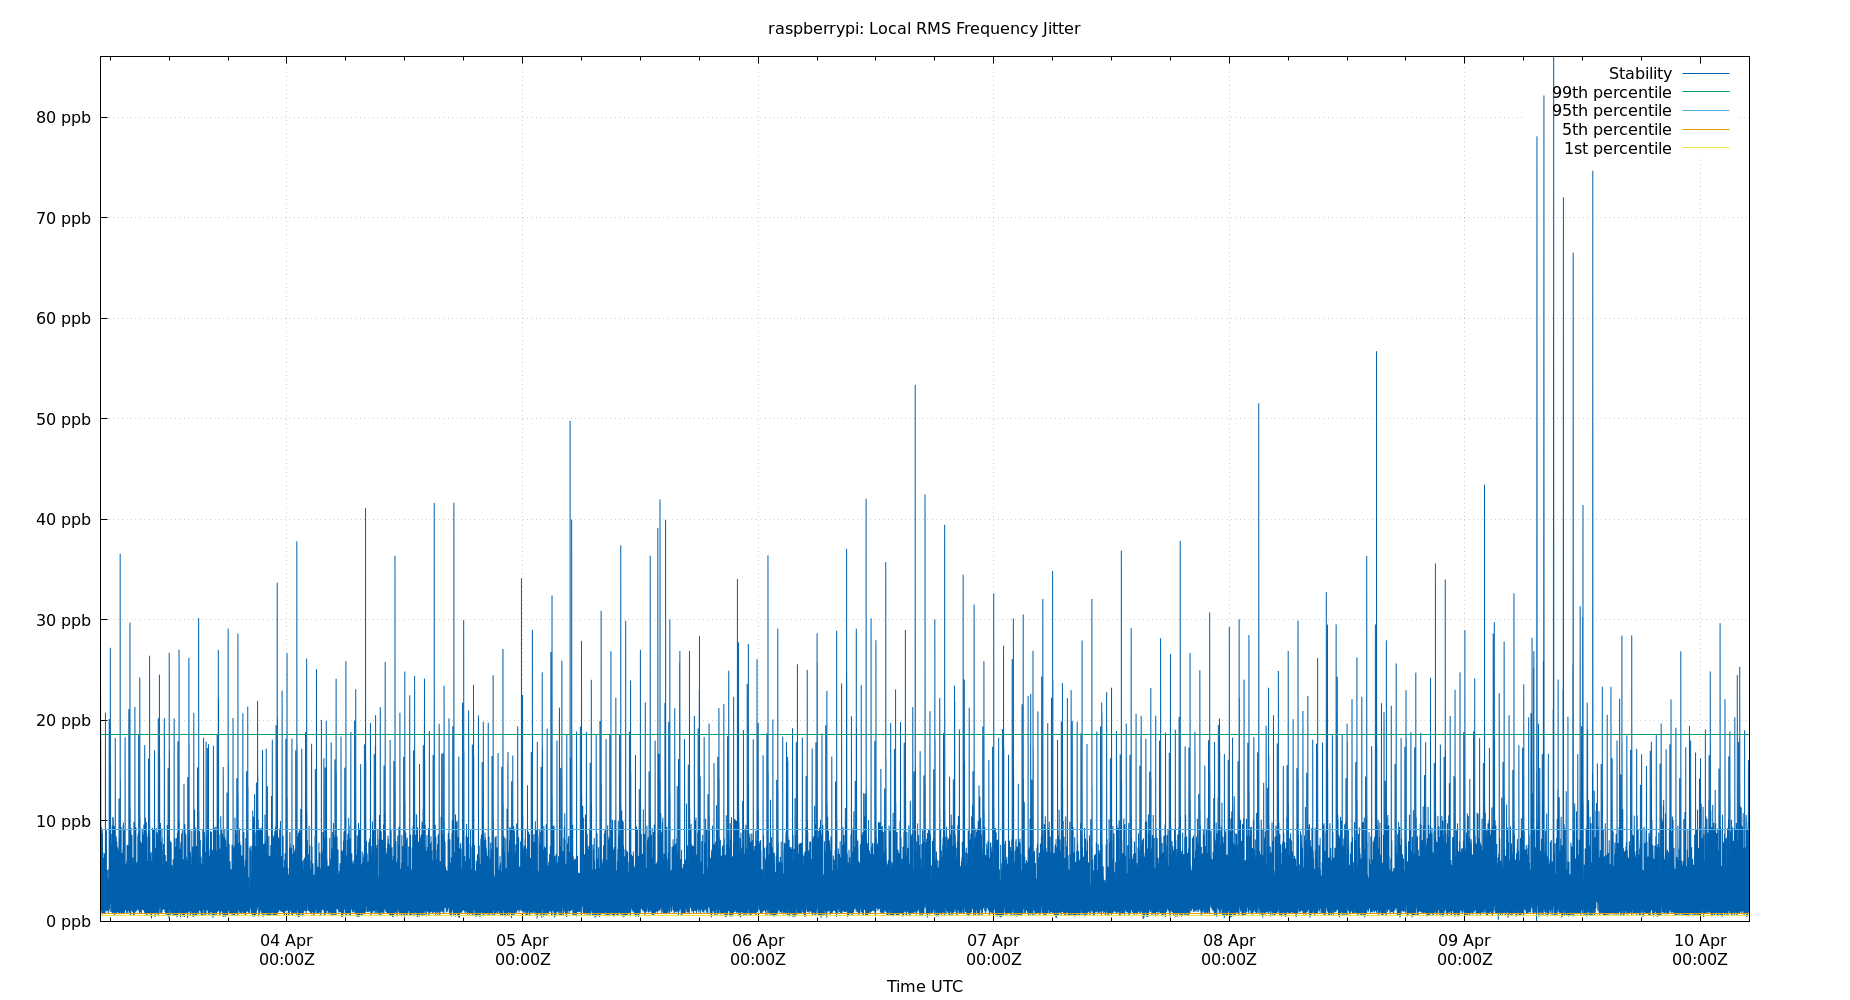 raspberrypi: Local RMS Frequency Jitter
Stability
99th percentile
95th percentile
5th percentile
1st percentile
80 ppb
70 ppb
60 ppb
50 ppb
40 ppb
30 ppb
20 ppb
10 ppb
0 ppb
04 Apr 05 Apr 06 Apr 07 Apr 08 Apr 09 Apr 10 Apr
00:00Z 00:00Z 00:00Z 00:00Z 00:00Z 00:00Z 00:00Z
Time UTC